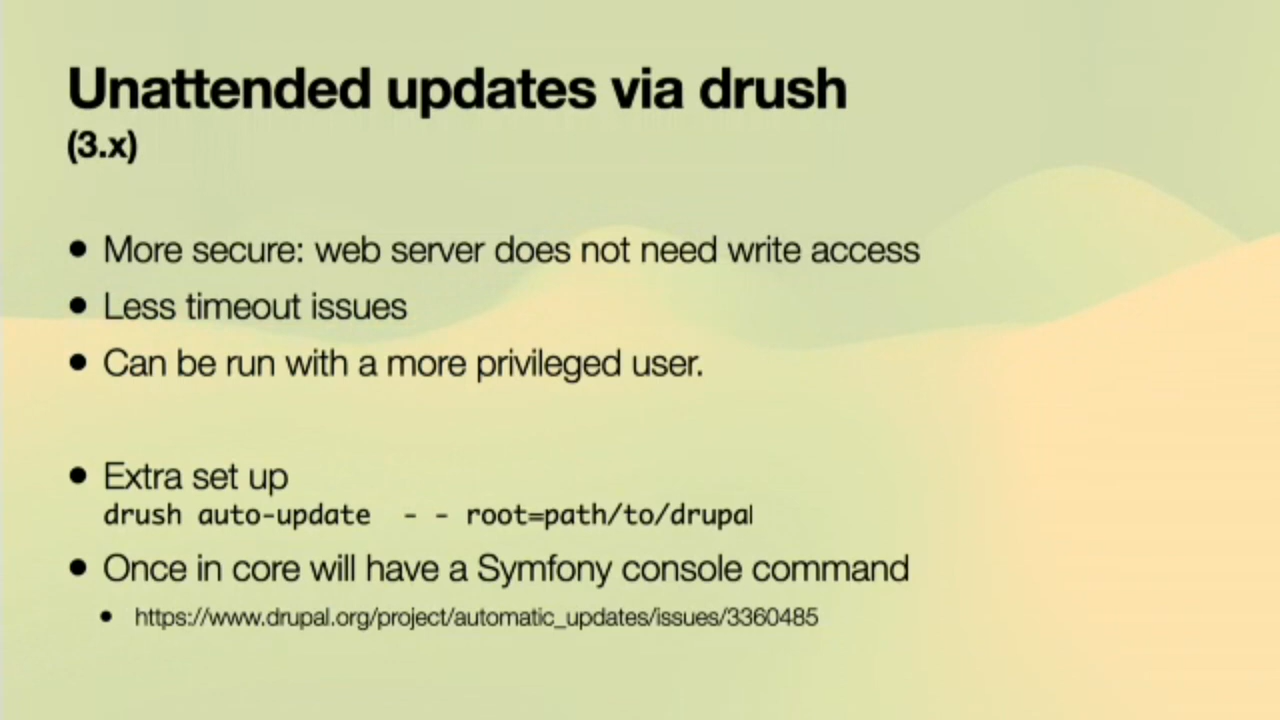 Unattended updates via drush
(3.x)
• More secure: web server does not need write access
• Less timeout issues
• Can be run with a more privileged user.
• Extra set up
drush auto-update  - - root=path/to/drupal
• Once in core will have a Symfony console command
• https://www.drupal.org/project/automatic_updates/issues/3360485